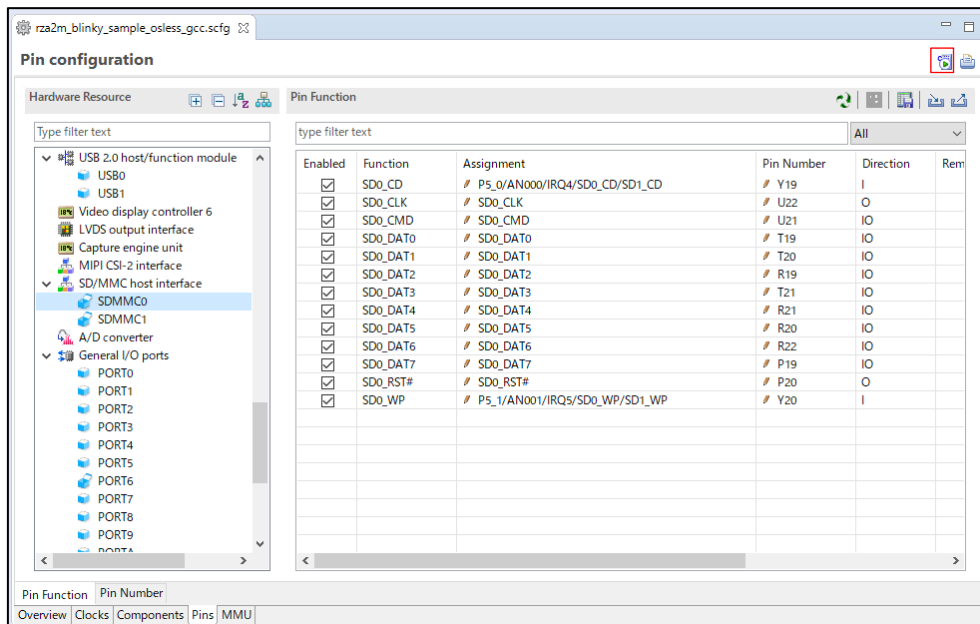 rza2m_blinky_sample_osless_gcc.scfg
Pin configuration
Hardware Resource
Type filter text
USB 2.0 host/function module
USB0
USB1
Video display controller 6
LVDS output interface
Capture engine unit
MIPI CSI-2 interface
SD/MMC host interface
SDMMC0
SDMMC1
A/D converter
General I/O ports
PORT0
PORT1
PORT2
PORT3
PORT4
PORT5
PORT6
PORT7
PORT8
PORT9
PORTA
Pin Function
type filter text All
Enabled Function Assignment Pin Number Direction Rem
SD0_CD P5_0/AN000/IRQ4/SD0_CD/SD1_CD Y19 I
SD0_CLK SD0_CLK U22 O
SD0_CMD SD0_CMD U21 IO
SD0_DAT0 SD0_DAT0 T19 IO
SD0_DAT1 SD0_DAT1 T20 IO
SD0_DAT2 SD0_DAT2 R19 IO
SD0_DAT3 SD0_DAT3 T21 IO
SD0_DAT4 SD0_DAT4 R21 IO
SD0_DAT5 SD0_DAT5 R20 IO
SD0_DAT6 SD0_DAT6 R22 IO
SD0_DAT7 SD0_DAT7 P19 IO
SD0_RST# SD0_RST# P20 O
SD0_WP P5_1/AN001/IRQ5/SD0_WP/SD1_WP Y20 I
Pin Function Pin Number
Overview Clocks Components Pins MMU